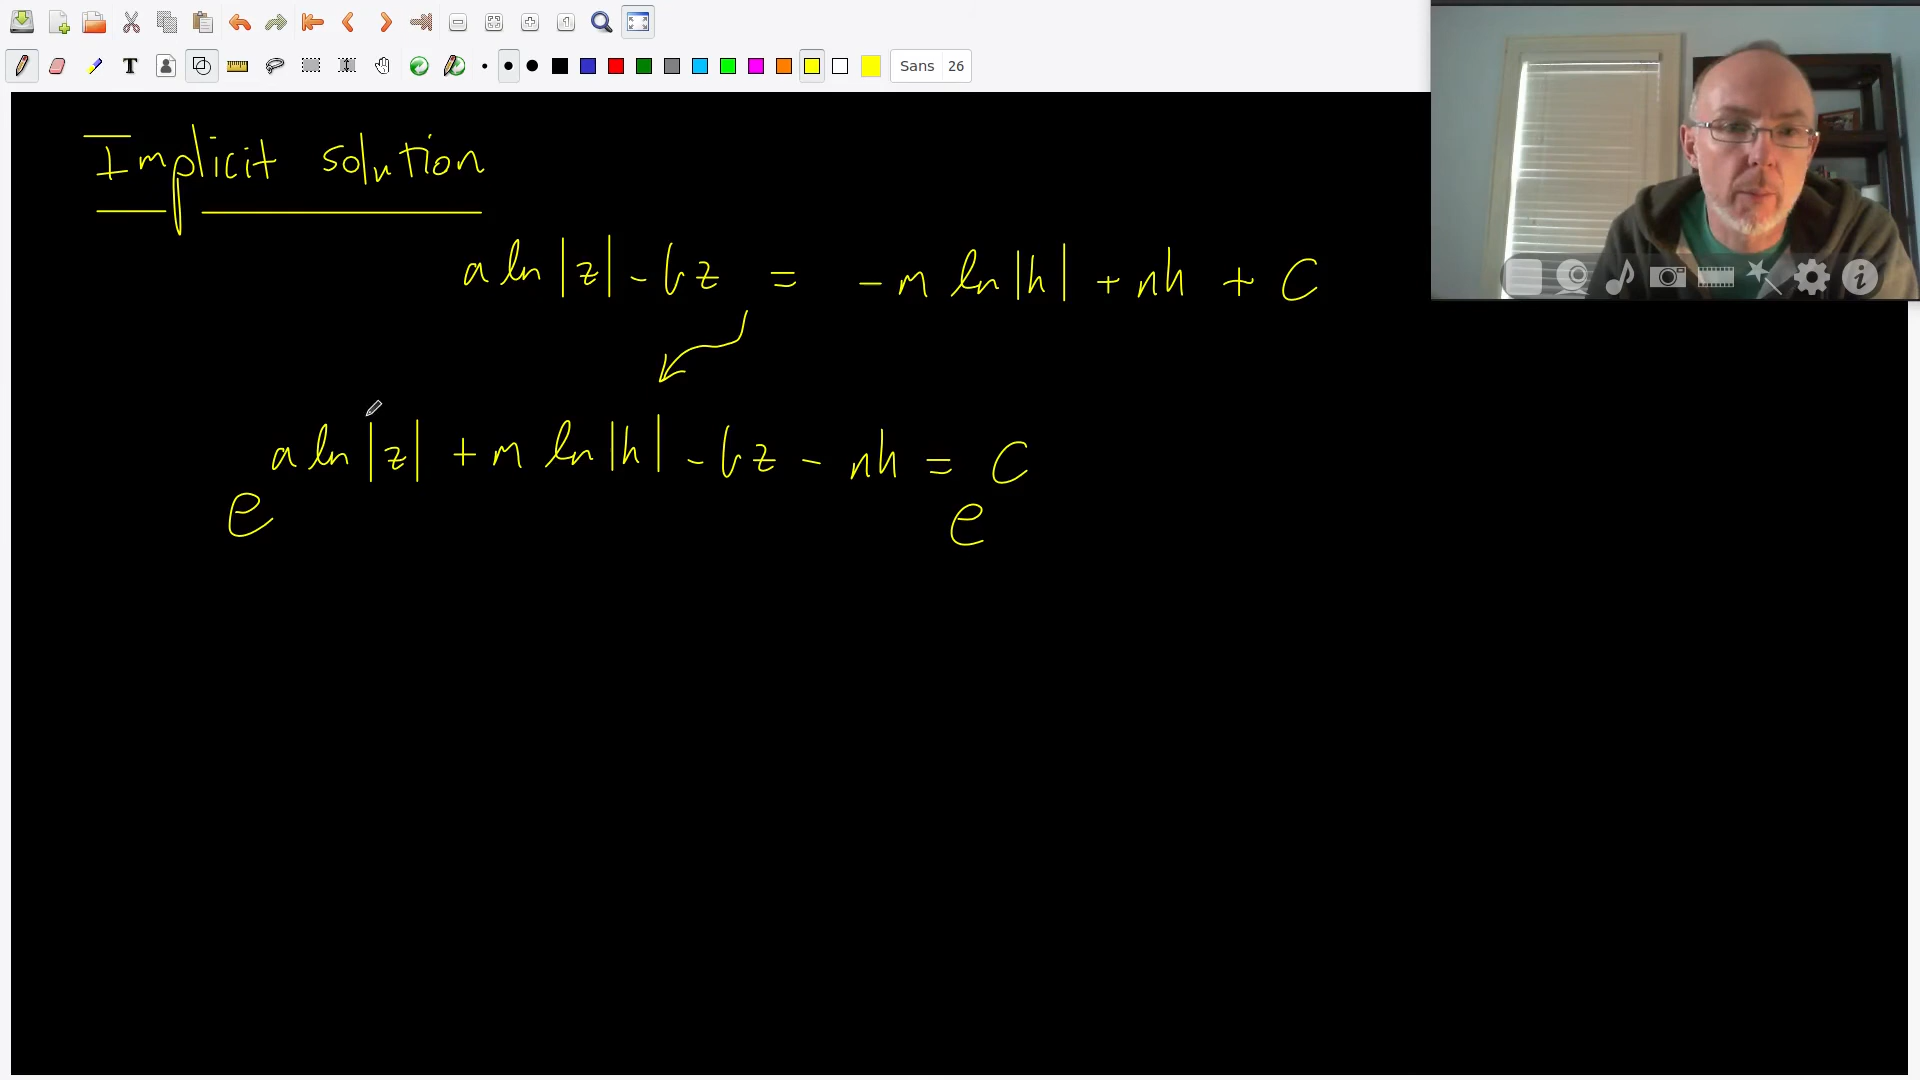 Sans 26
Implicit solution
a ln|z| - bz = -m ln|h| + nh + C
a ln|z| + m ln|h| - bz - nh = C
e e